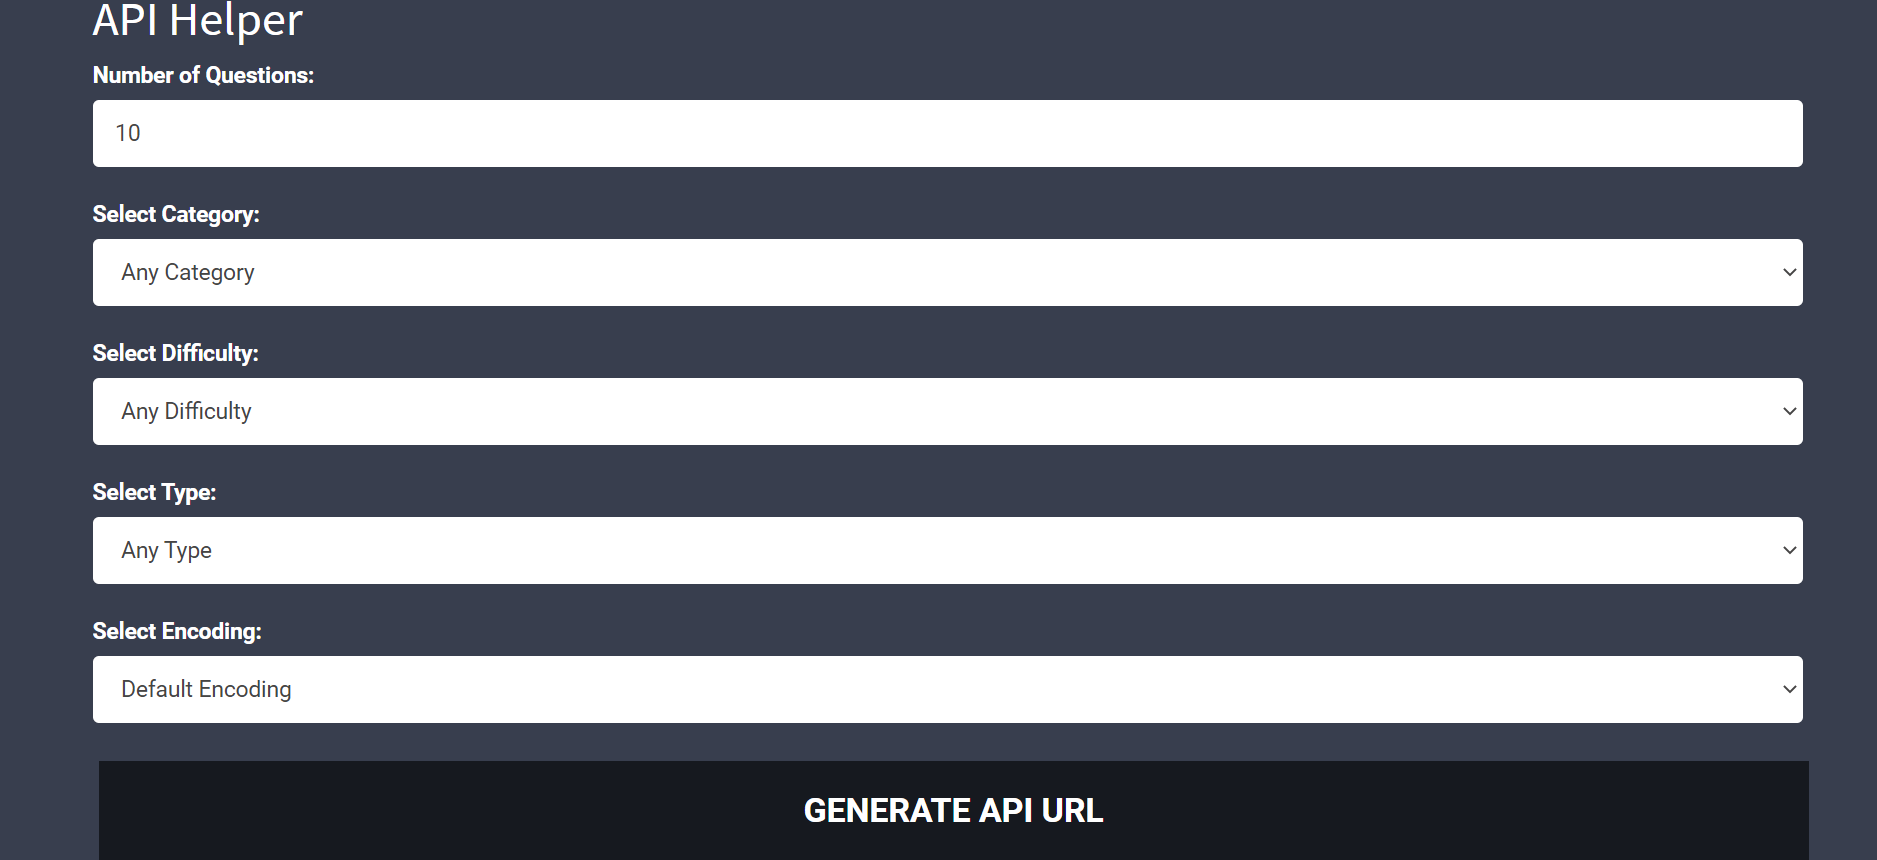 API Helper
Number of Questions:
10
Select Category:
Any Category
Select Difficulty:
Any Difficulty
Select Type:
Any Type
Select Encoding:
Default Encoding
GENERATE API URL